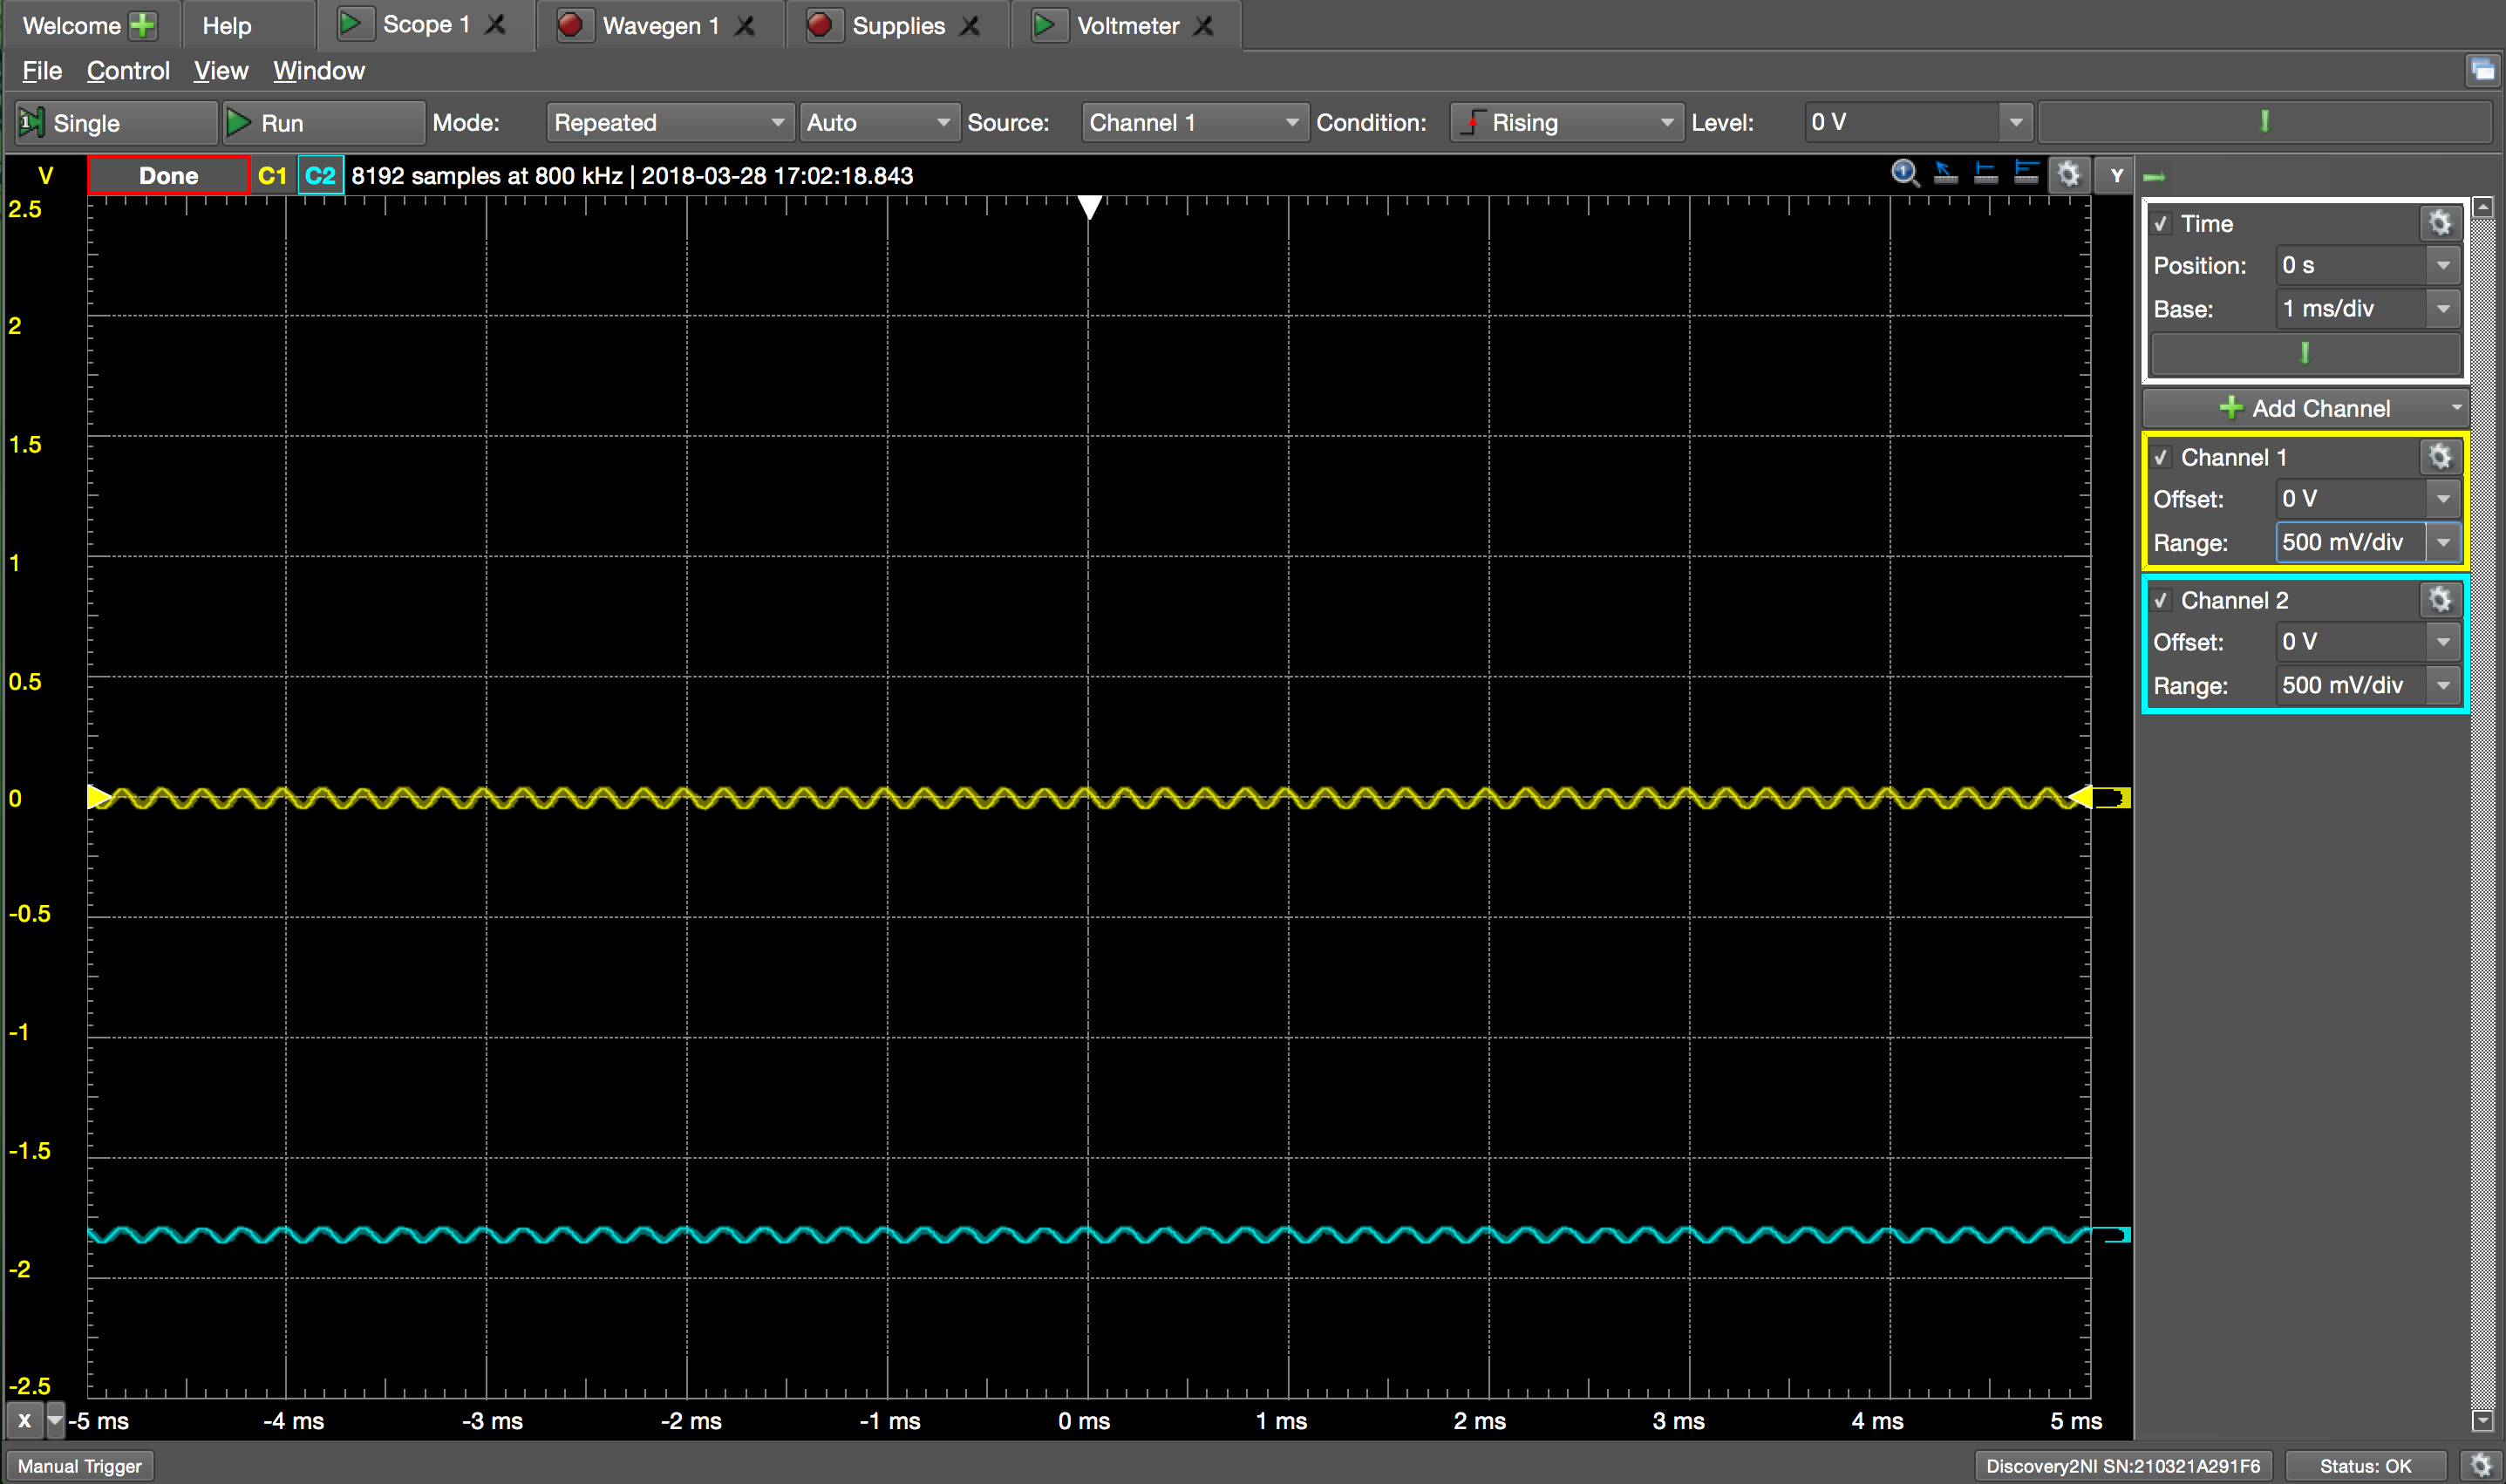 Welcome Help Scope 1 Wavegen 1 Supplies Voltmeter
File Control View Window
1 Single Run Mode: Repeated Auto Source: Channel 1 Condition: Rising Level: 0 V
V Done C1 C2 8192 samples at 800 kHz | 2018-03-28 17:02:18.843 1 Y
2.5
2
1.5
1
0.5
0
-0.5
-1
-1.5
-2
-2.5
X -5 ms -4 ms -3 ms -2 ms -1 ms 0 ms 1 ms 2 ms 3 ms 4 ms 5 ms
Time
Position: 0 s
Base: 1 ms/div
Add Channel
Channel 1
Offset: 0 V
Range: 500 mV/div
Channel 2
Offset: 0 V
Range: 500 mV/div
Manual Trigger Discovery2NI SN:210321A291F6 Status: OK